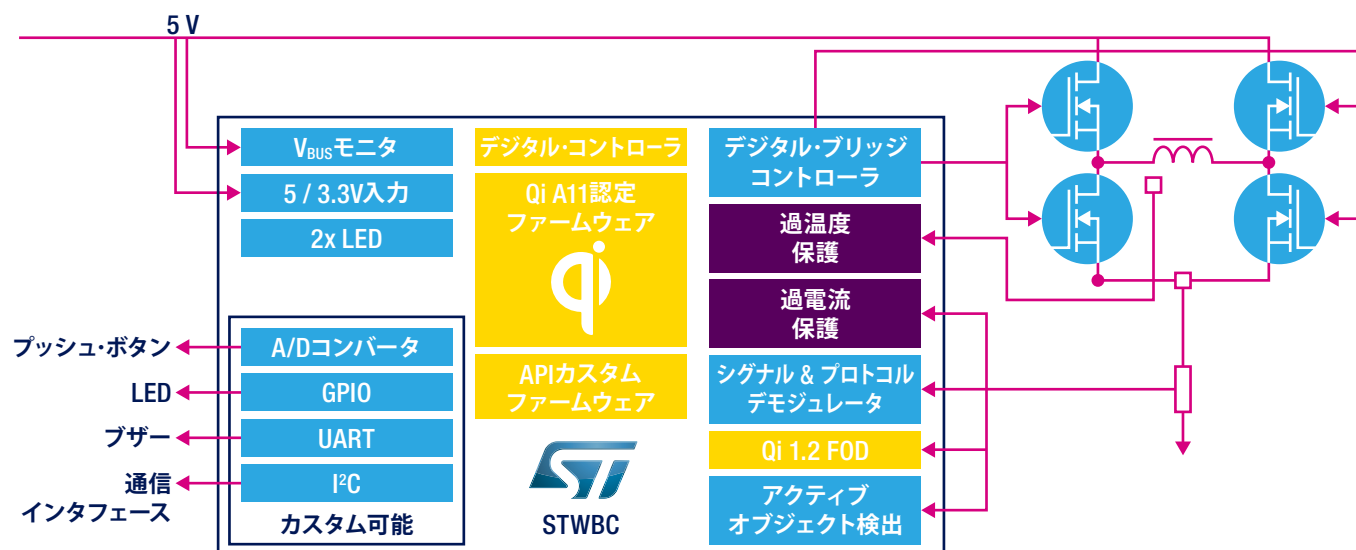 5 V
VBUSモニタ
5 / 3.3V入力
2x LED
デジタル・コントローラ
Qi A11認定
ファームウェア
qi
APIカスタム
ファームウェア
デジタル・ブリッジ
コントローラ
過温度
保護
過電流
保護
シグナル & プロトコル
デモジュレータ
Qi 1.2 FOD
アクティブ
オブジェクト検出
プッシュ・ボタン
LED
ブザー
通信
インタフェース
A/Dコンバータ
GPIO
UART
I²C
カスタム可能
ST
STWBC